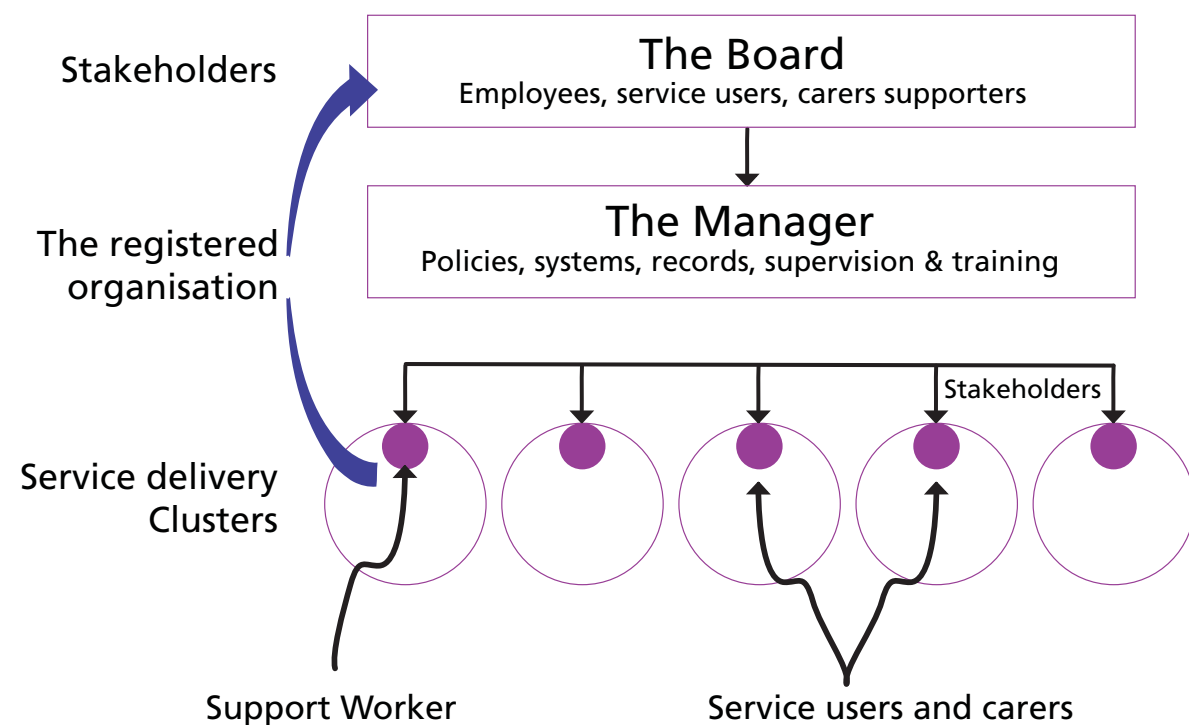 Stakeholders
The Board
Employees, service users, carers supporters
The registered
organisation
The Manager
Policies, systems, records, supervision & training
Stakeholders
Service delivery
Clusters
Support Worker
Service users and carers